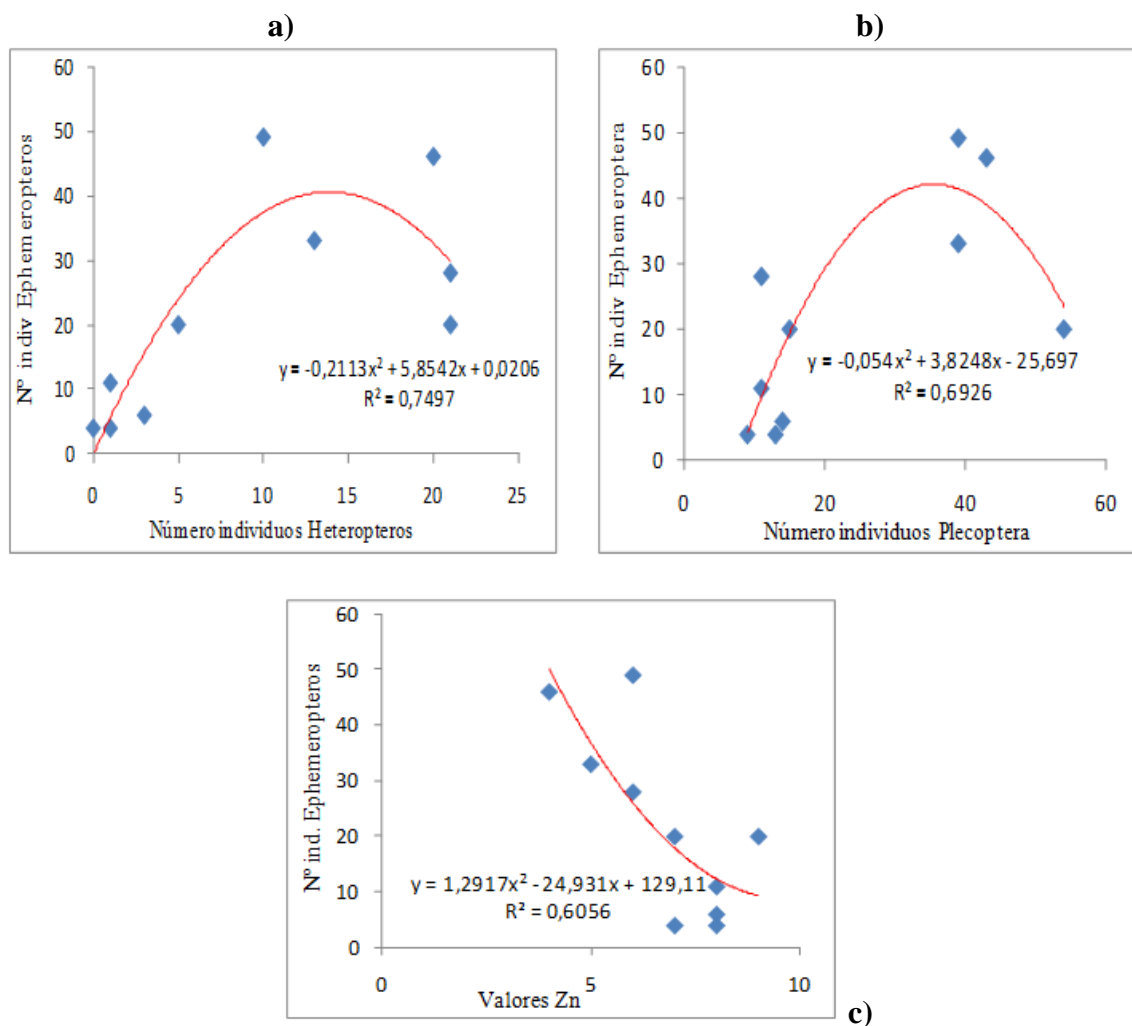 a)
60
50
40
30
20
10
0
Nº indiv Ephemeropteros
y = -0,2113x² + 5,8542x + 0,0206
R² = 0,7497
0 5 10 15 20 25
Número individuos Heteropteros
b)
60
50
40
30
20
10
0
Nº indiv Ephemeroptera
y = -0,054x² + 3,8248x - 25,697
R² = 0,6926
0 20 40 60
Número individuos Plecoptera
60
50
40
30
20
10
0
Nº ind. Ephemeropteros
y = 1,2917x² - 24,931x + 129,11
R² = 0,6056
0 5 10
Valores Zn
c)